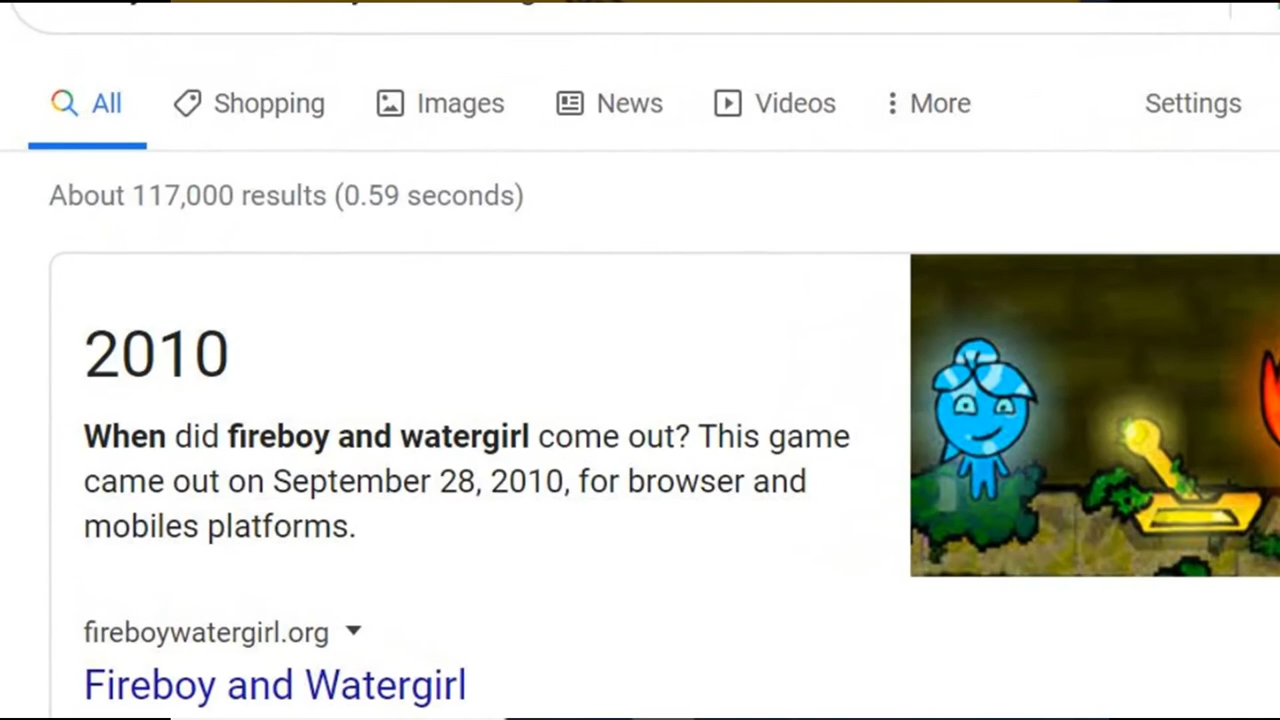 All Shopping Images News Videos More Settings
About 117,000 results (0.59 seconds)
2010
When did fireboy and watergirl come out? This game
came out on September 28, 2010, for browser and
mobiles platforms.
fireboywatergirl.org
Fireboy and Watergirl